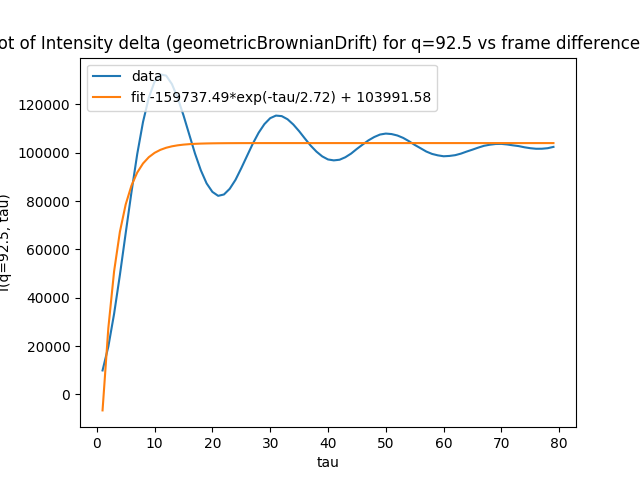 ot of Intensity delta (geometricBrownianDrift) for q=92.5 vs frame difference
data
fit -159737.49*exp(-tau/2.72) + 103991.58
I(q=92.5, tau)
120000
100000
80000
60000
40000
20000
0
0 10 20 30 40 50 60 70 80
tau